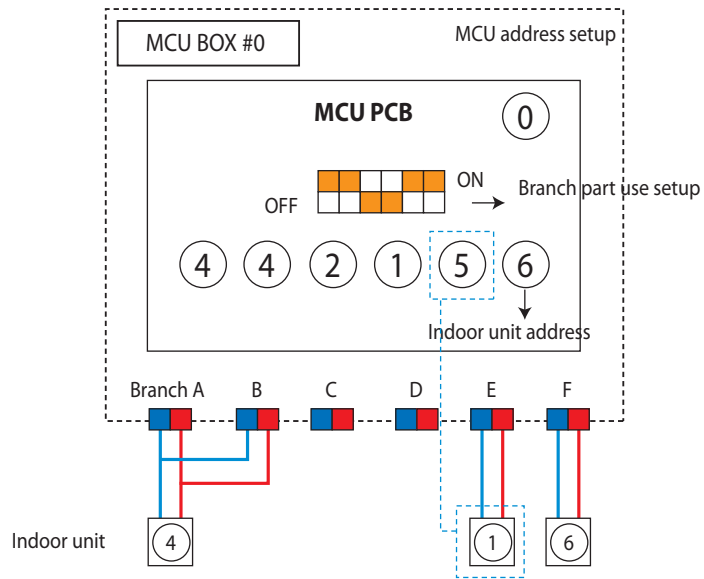 MCU BOX #0
MCU address setup
MCU PCB
0
ON
OFF
Branch part use setup
4 4 2 1 5 6
Indoor unit address
Branch A B C D E F
Indoor unit
4 1 6